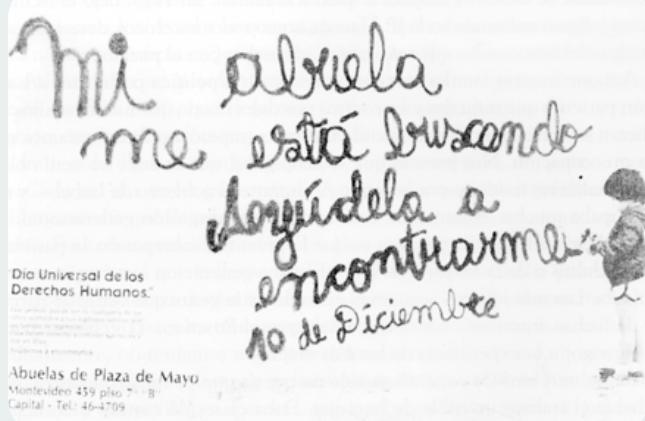 mi abuela
me está buscando
Ayúdela a
encontrarme
10 de Diciembre
Dia Universal de los
Derechos Humanos.
Abuelas de Plaza de Mayo
Montevideo 459 piso 7º "B"
Capital - Tel: 46-4709